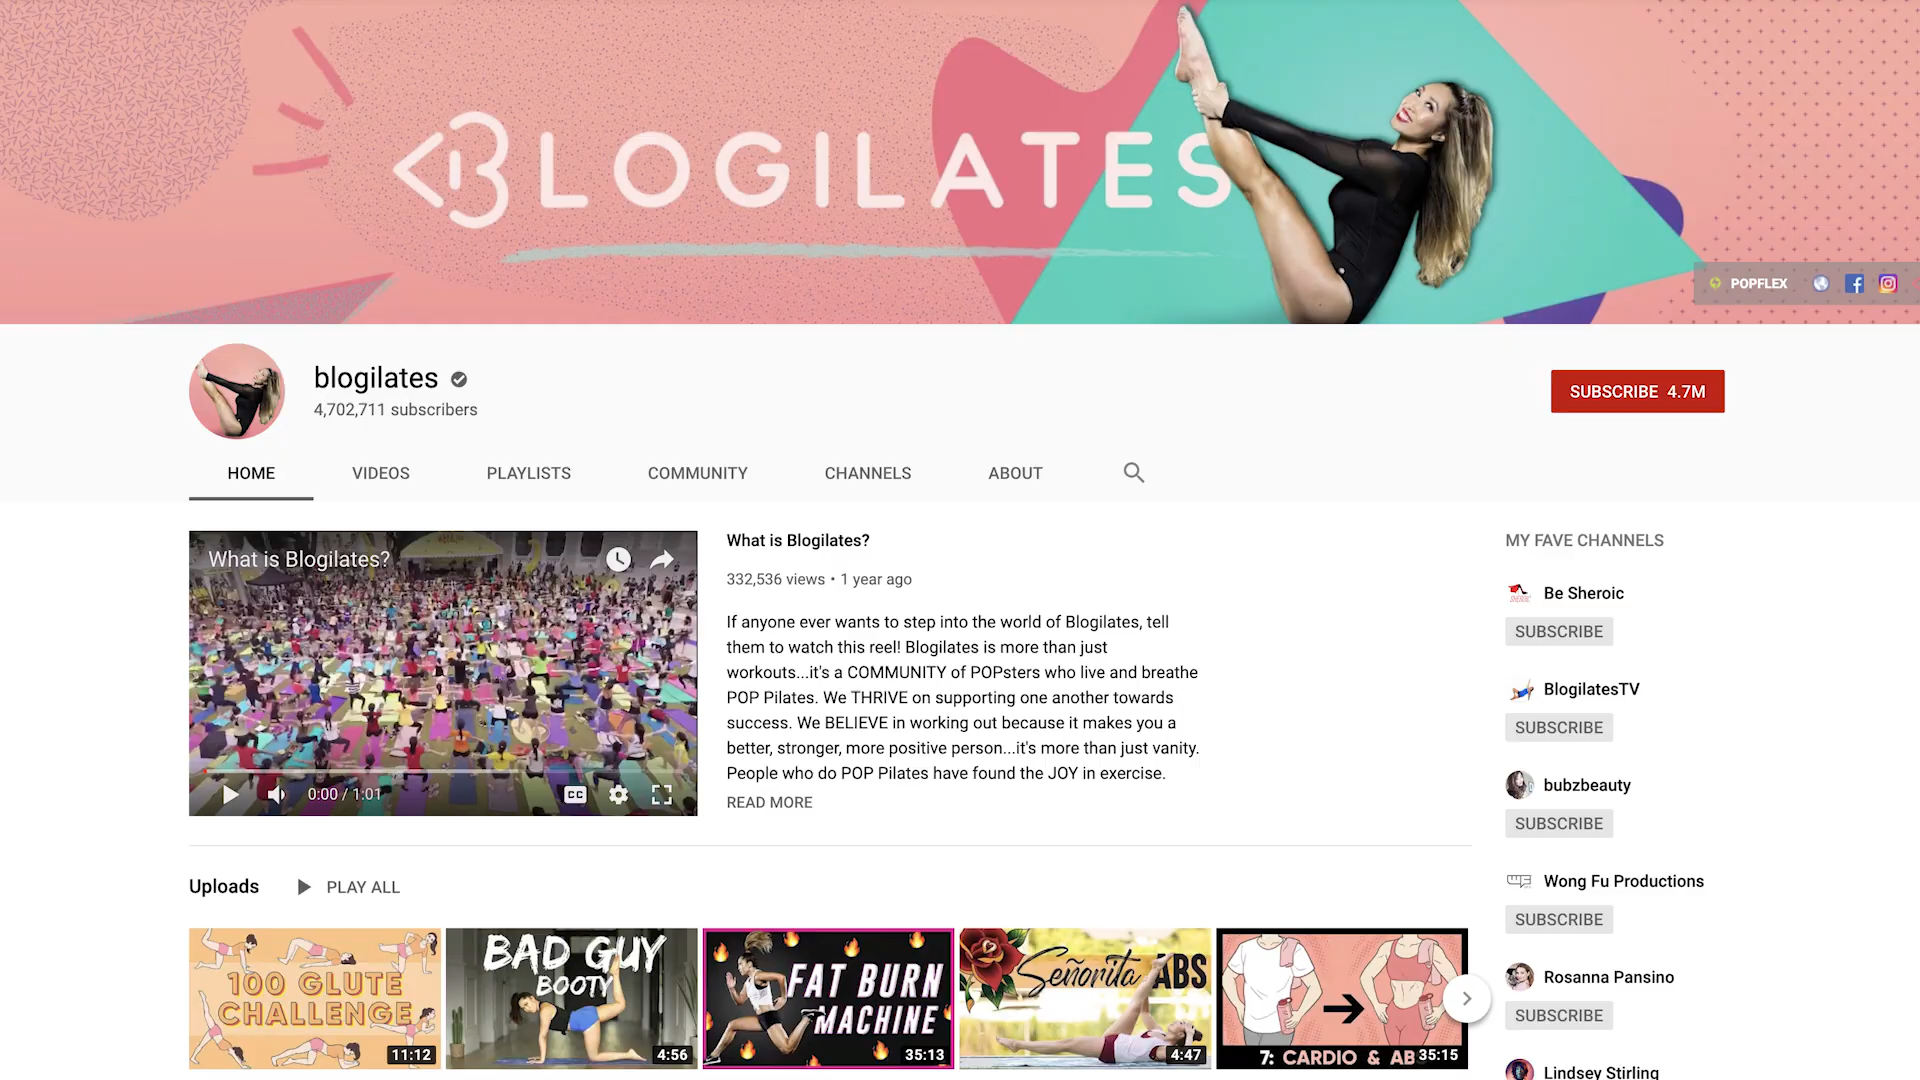 BLOGILATES
POPFLEX
blogilates
4,702,711 subscribers
SUBSCRIBE 4.7M
HOME VIDEOS PLAYLISTS COMMUNITY CHANNELS ABOUT
What is Blogilates?
0:00 / 1:01
CC
What is Blogilates?
332,536 views • 1 year ago
If anyone ever wants to step into the world of Blogilates, tell
them to watch this reel! Blogilates is more than just
workouts...it's a COMMUNITY of POPsters who live and breathe
POP Pilates. We THRIVE on supporting one another towards
success. We BELIEVE in working out because it makes you a
better, stronger, more positive person...it's more than just vanity.
People who do POP Pilates have found the JOY in exercise.
READ MORE
MY FAVE CHANNELS
Be Sheroic
SUBSCRIBE
BlogilatesTV
SUBSCRIBE
bubzbeauty
SUBSCRIBE
Wong Fu Productions
SUBSCRIBE
Rosanna Pansino
SUBSCRIBE
Lindsey Stirling
Uploads
PLAY ALL
100 GLUTE
CHALLENGE
11:12
BAD GUY
BOOTY
4:56
FAT BURN
MACHINE
35:13
Señorita ABS
4:47
7: CARDIO & AB
35:15